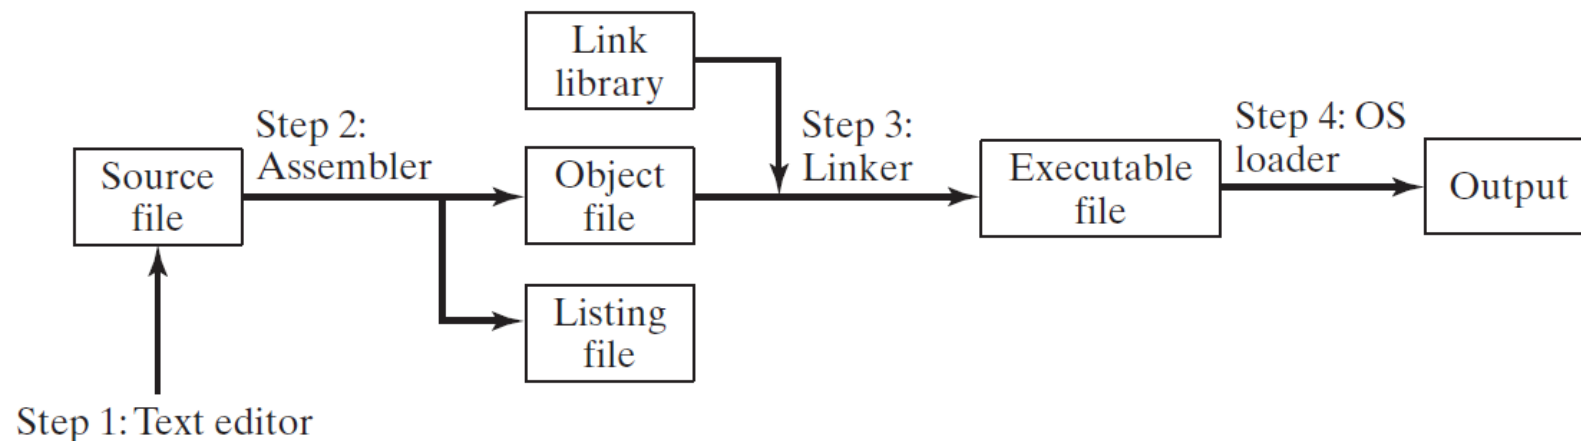 Link
library
Step 2:
Assembler
Step 3:
Linker
Step 4: OS
loader
Source
file
Object
file
Executable
file
Output
Listing
file
Step 1: Text editor